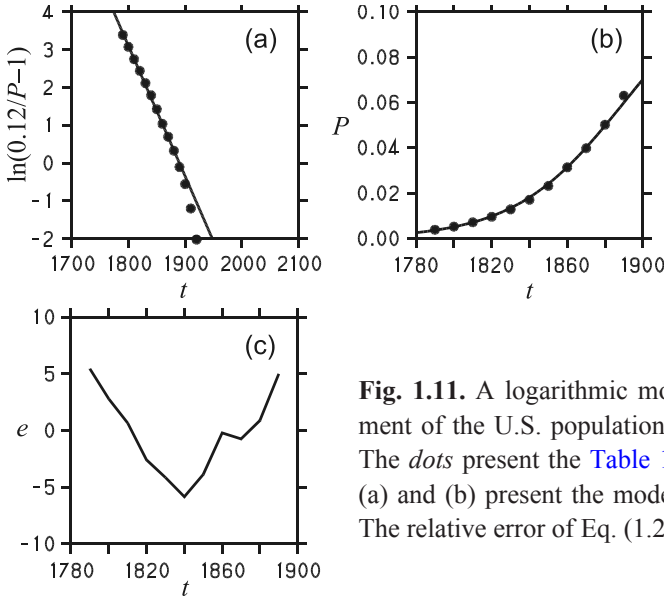 4
3
2
1
0
-1
-2
ln(0.12/P−1)
(a)
1700 1800 1900 2000 2100
t
0.10
0.08
0.06
0.04
0.02
0.00
P
(b)
1780 1820 1860 1900
t
10
5
0
-5
-10
e
(c)
1780 1820 1860 1900
t
Fig. 1.11. A logarithmic
ment of the U.S. population
The dots present the Table
(a) and (b) present the
The relative error of Eq. (1.2